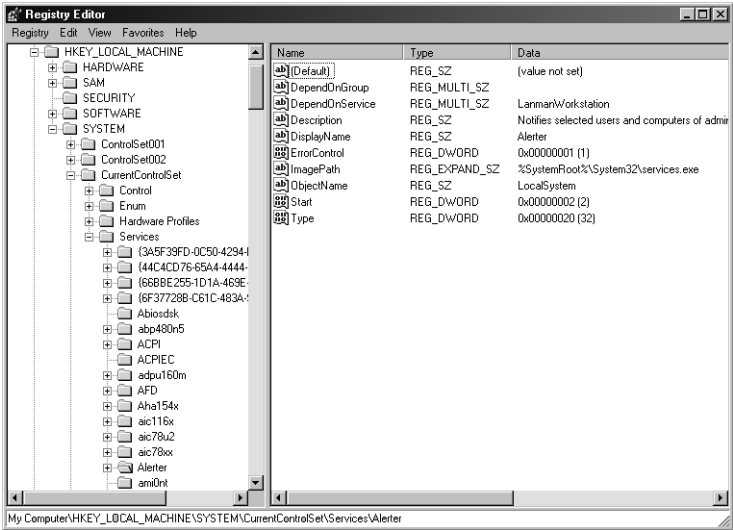 Registry Editor
Registry Edit View Favorites Help
HKEY_LOCAL_MACHINE
HARDWARE
SAM
SECURITY
SOFTWARE
SYSTEM
ControlSet001
ControlSet002
CurrentControlSet
Control
Enum
Hardware Profiles
Services
{3A5F39FD-0C50-4294-
{44C4CD76-65A4-4444-
{66BBE255-1D1A-469E-
{6F37728B-C61C-483A-
Abiosdsk
abp480n5
ACPI
ACPIEC
adpu160m
AFD
Aha154x
aic116x
aic78u2
aic78xx
Alerter
ami0nt
Name Type Data
(Default) REG_SZ (value not set)
DependOnGroup REG_MULTI_SZ
DependOnService REG_MULTI_SZ LanmanWorkstation
Description REG_SZ Notifies selected users and computers of admir
DisplayName REG_SZ Alerter
ErrorControl REG_DWORD 0x00000001 (1)
ImagePath REG_EXPAND_SZ %SystemRoot%\System32\services.exe
ObjectName REG_SZ LocalSystem
Start REG_DWORD 0x00000002 (2)
Type REG_DWORD 0x00000020 (32)
My Computer\HKEY_LOCAL_MACHINE\SYSTEM\CurrentControlSet\Services\Alerter